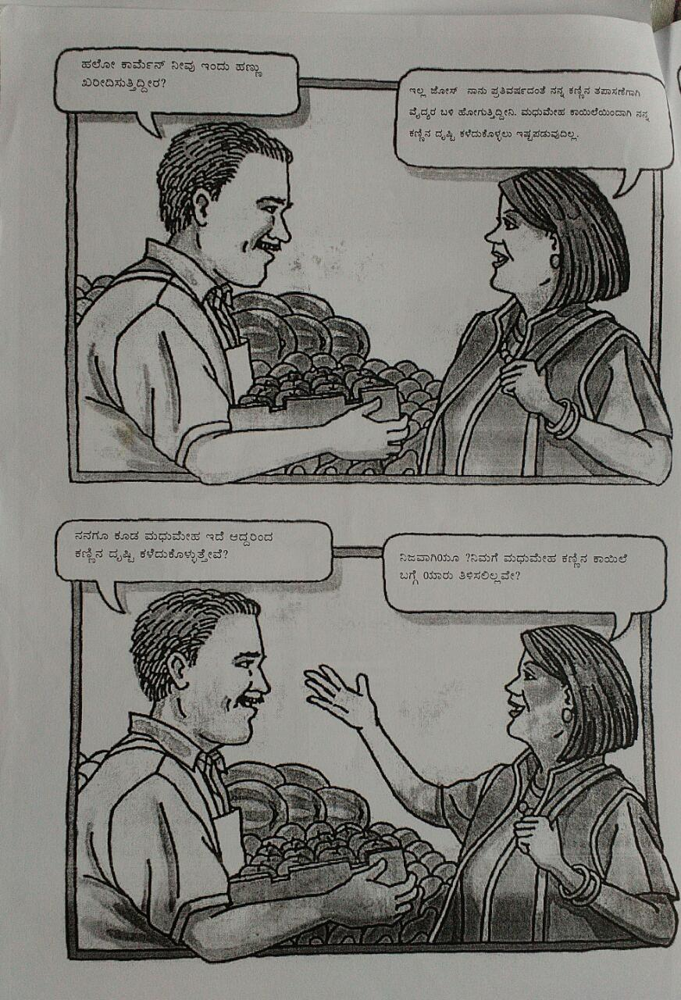 ಹಲೋ ಕಾರ್ಮೆನ್ ನೀವು ಇಂದು ಹಣ್ಣು
ಖರೀದಿಸುತ್ತಿದ್ದೀರ?
ಇಲ್ಲ ಜೋಸ್ ನಾನು ಪ್ರತಿವರ್ಷದಂತೆ ನನ್ನ ಕಣ್ಣಿನ ತಪಾಸಣೆಗಾಗಿ
ವೈದ್ಯರ ಬಳಿ ಹೋಗುತ್ತಿದ್ದೀನಿ. ಮಧುಮೇಹ ಕಾಯಿಲೆಯಿಂದಾಗಿ ನನ್ನ
ಕಣ್ಣಿನ ದೃಷ್ಟಿ ಕಳೆದುಕೊಳ್ಳಲು ಇಷ್ಟಪಡುವುದಿಲ್ಲ.
ನನಗೂ ಕೂಡ ಮಧುಮೇಹ ಇದೆ ಆದ್ದರಿಂದ
ಕಣ್ಣಿನ ದೃಷ್ಟಿ ಕಳೆದುಕೊಳ್ಳುತ್ತೇವೆ?
ನಿಜವಾಗಿಯೂ ?ನಿಮಗೆ ಮಧುಮೇಹ ಕಣ್ಣಿನ ಕಾಯಿಲೆ
ಬಗ್ಗೆ ಯಾರು ತಿಳಿಸಲಿಲ್ಲವೇ?